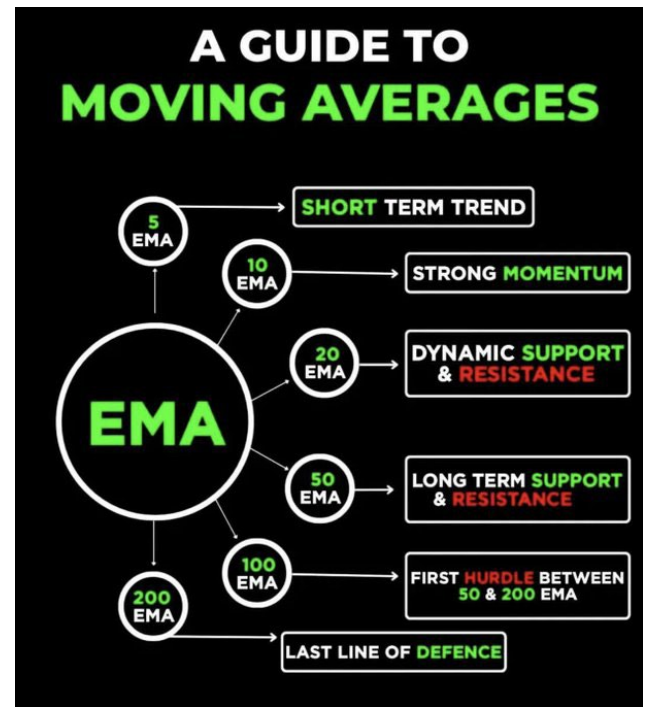 A GUIDE TO
MOVING AVERAGES
5
EMA
SHORT TERM TREND
10
EMA
STRONG MOMENTUM
20
EMA
DYNAMIC SUPPORT
& RESISTANCE
EMA
50
EMA
LONG TERM SUPPORT
& RESISTANCE
100
EMA
FIRST HURDLE BETWEEN
50 & 200 EMA
200
EMA
LAST LINE OF DEFENCE